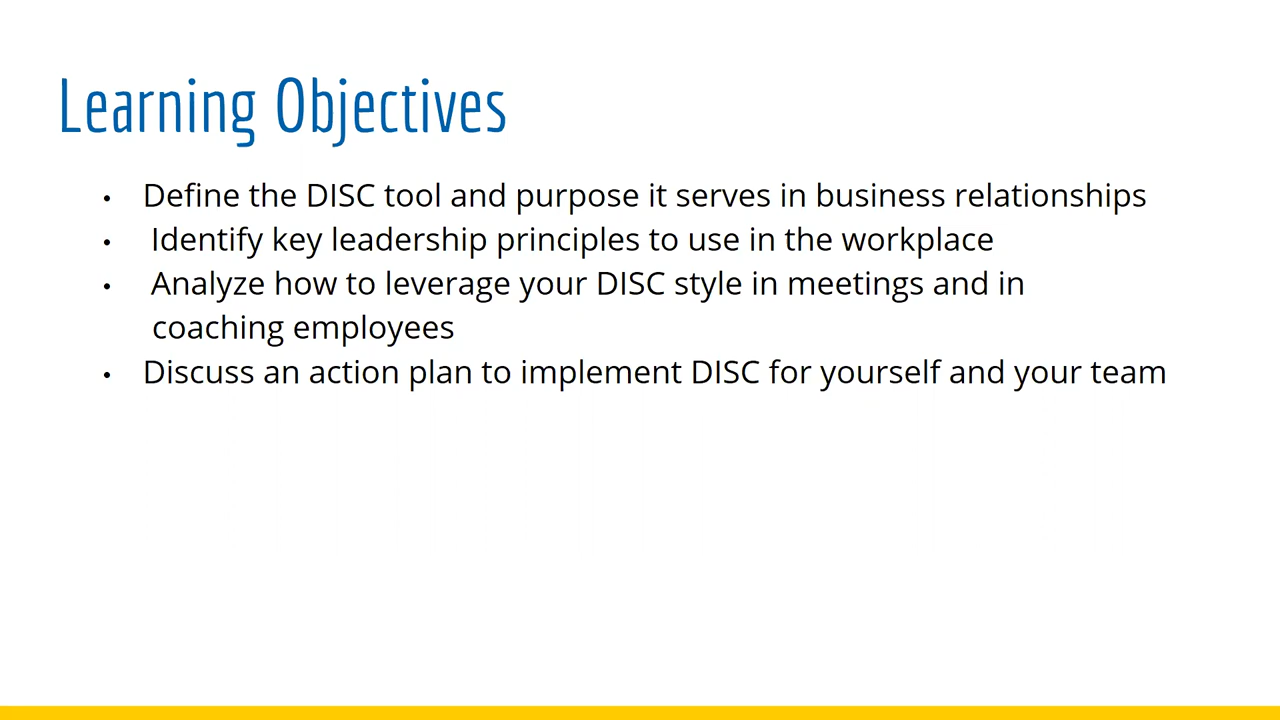 Learning Objectives
• Define the DISC tool and purpose it serves in business relationships
• Identify key leadership principles to use in the workplace
• Analyze how to leverage your DISC style in meetings and in
coaching employees
• Discuss an action plan to implement DISC for yourself and your team